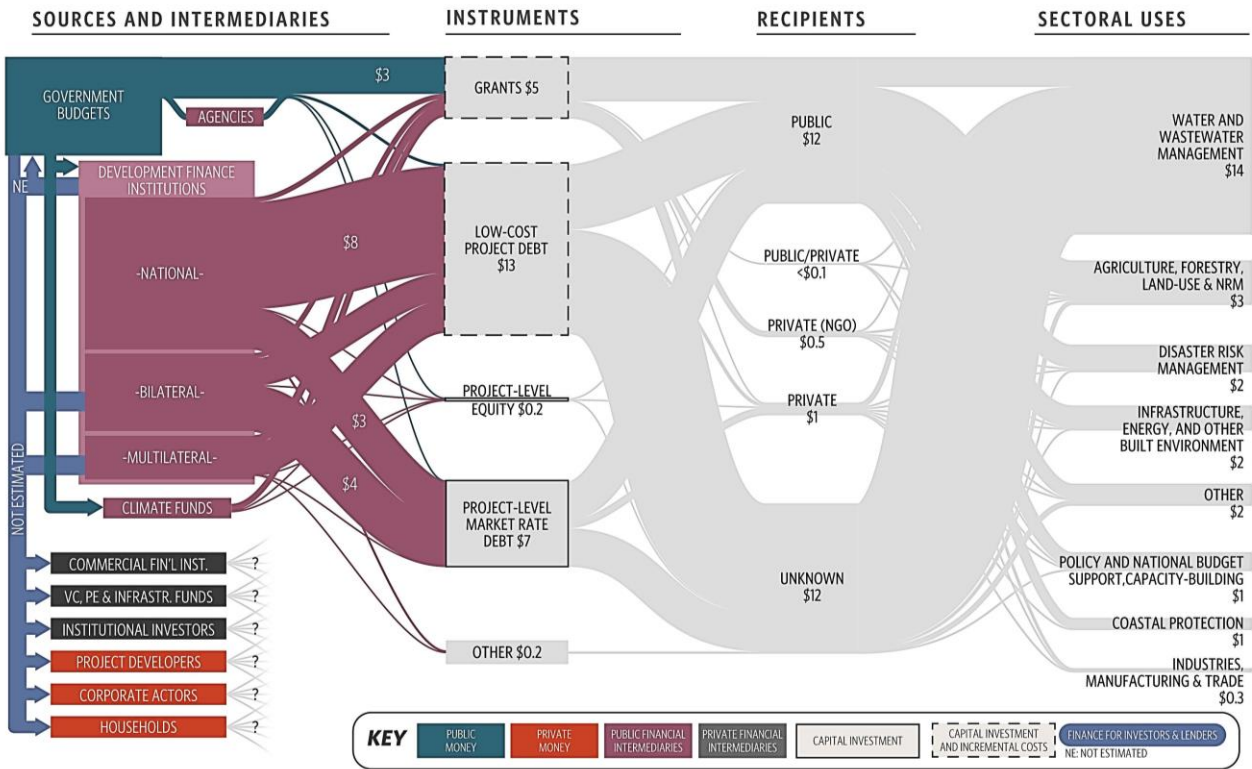 SOURCES AND INTERMEDIARIES
INSTRUMENTS
RECIPIENTS
SECTORAL USES
GOVERNMENT
BUDGETS
AGENCIES
NE
DEVELOPMENT FINANCE
INSTITUTIONS
-NATIONAL-
-BILATERAL-
-MULTILATERAL-
CLIMATE FUNDS
NOT ESTIMATED
COMMERCIAL FIN'L INST.
?
VC, PE & INFRASTR. FUNDS
?
INSTITUTIONAL INVESTORS
?
PROJECT DEVELOPERS
?
CORPORATE ACTORS
?
HOUSEHOLDS
?
$3
$8
$3
$4
GRANTS $5
LOW-COST
PROJECT DEBT
$13
PROJECT-LEVEL
EQUITY $0.2
PROJECT-LEVEL
MARKET RATE
DEBT $7
OTHER $0.2
PUBLIC
$12
PUBLIC/PRIVATE
<$0.1
PRIVATE (NGO)
$0.5
PRIVATE
$1
UNKNOWN
$12
WATER AND
WASTEWATER
MANAGEMENT
$14
AGRICULTURE, FORESTRY,
LAND-USE & NRM
$3
DISASTER RISK
MANAGEMENT
$2
INFRASTRUCTURE,
ENERGY, AND OTHER
BUILT ENVIRONMENT
$2
OTHER
$2
POLICY AND NATIONAL BUDGET
SUPPORT,CAPACITY-BUILDING
$1
COASTAL PROTECTION
$1
INDUSTRIES,
MANUFACTURING & TRADE
$0.3
KEY
PUBLIC
MONEY
PRIVATE
MONEY
PUBLIC FINANCIAL
INTERMEDIARIES
PRIVATE FINANCIAL
INTERMEDIARIES
CAPITAL INVESTMENT
CAPITAL INVESTMENT
AND INCREMENTAL COSTS
FINANCE FOR INVESTORS & LENDERS
NE: NOT ESTIMATED